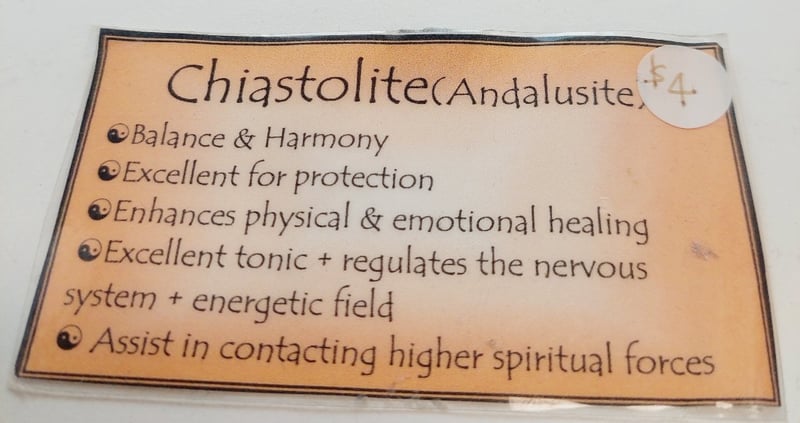 Chiastolite(Andalusite)
$4.
Balance & Harmony
Excellent for protection
Enhances physical & emotional healing
Excellent tonic + regulates the nervous
system + energetic field
Assist in contacting higher spiritual forces